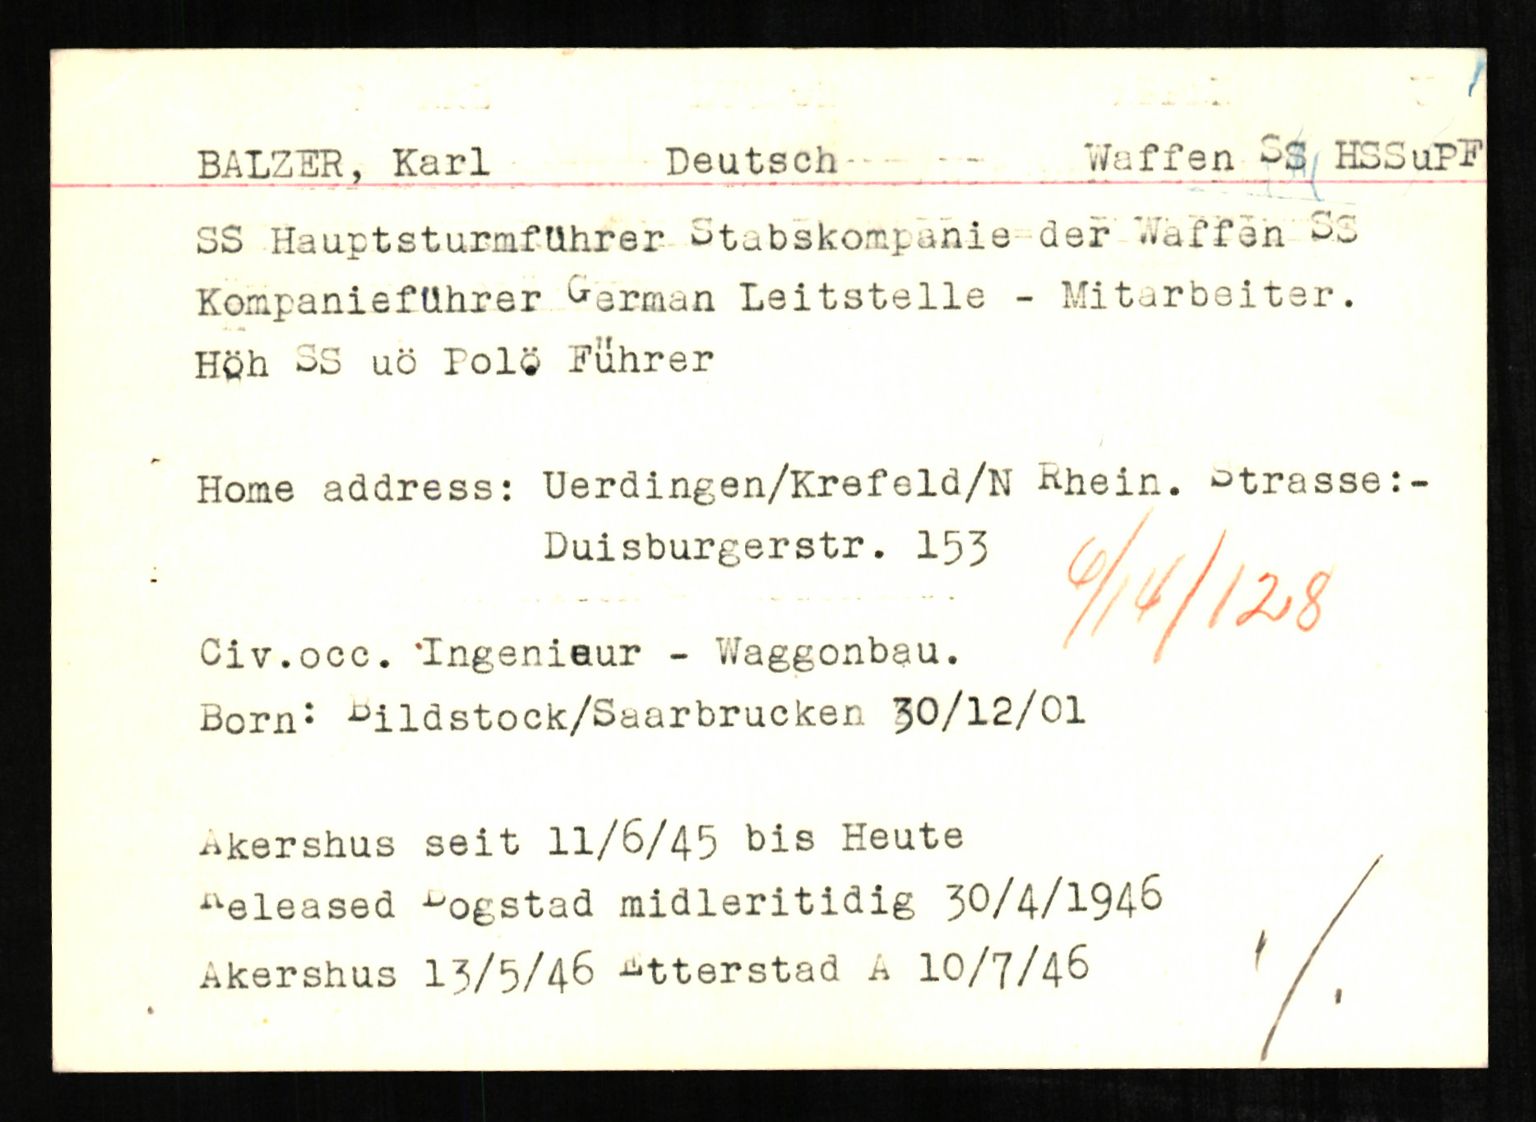 BALZER, Karl Deutsch Waffen SS HSSuPF
SS Hauptsturmführer Stabskompanie der Waffen SS
Kompanieführer German Leitstelle - Mitarbeiter.
Höh SS uö Polö Führer
Home address: Uerdingen/Krefeld/N Rhein. Strasse:-
Duisburgerstr. 153
6/14/128
Civ.occ. Ingenieur - Waggonbau.
Born: Bildstock/Saarbrucken 30/12/01
Akershus seit 11/6/45 bis Heute
Released Bogstad midleritidig 30/4/1946
Akershus 13/5/46 Etterstad A 10/7/46